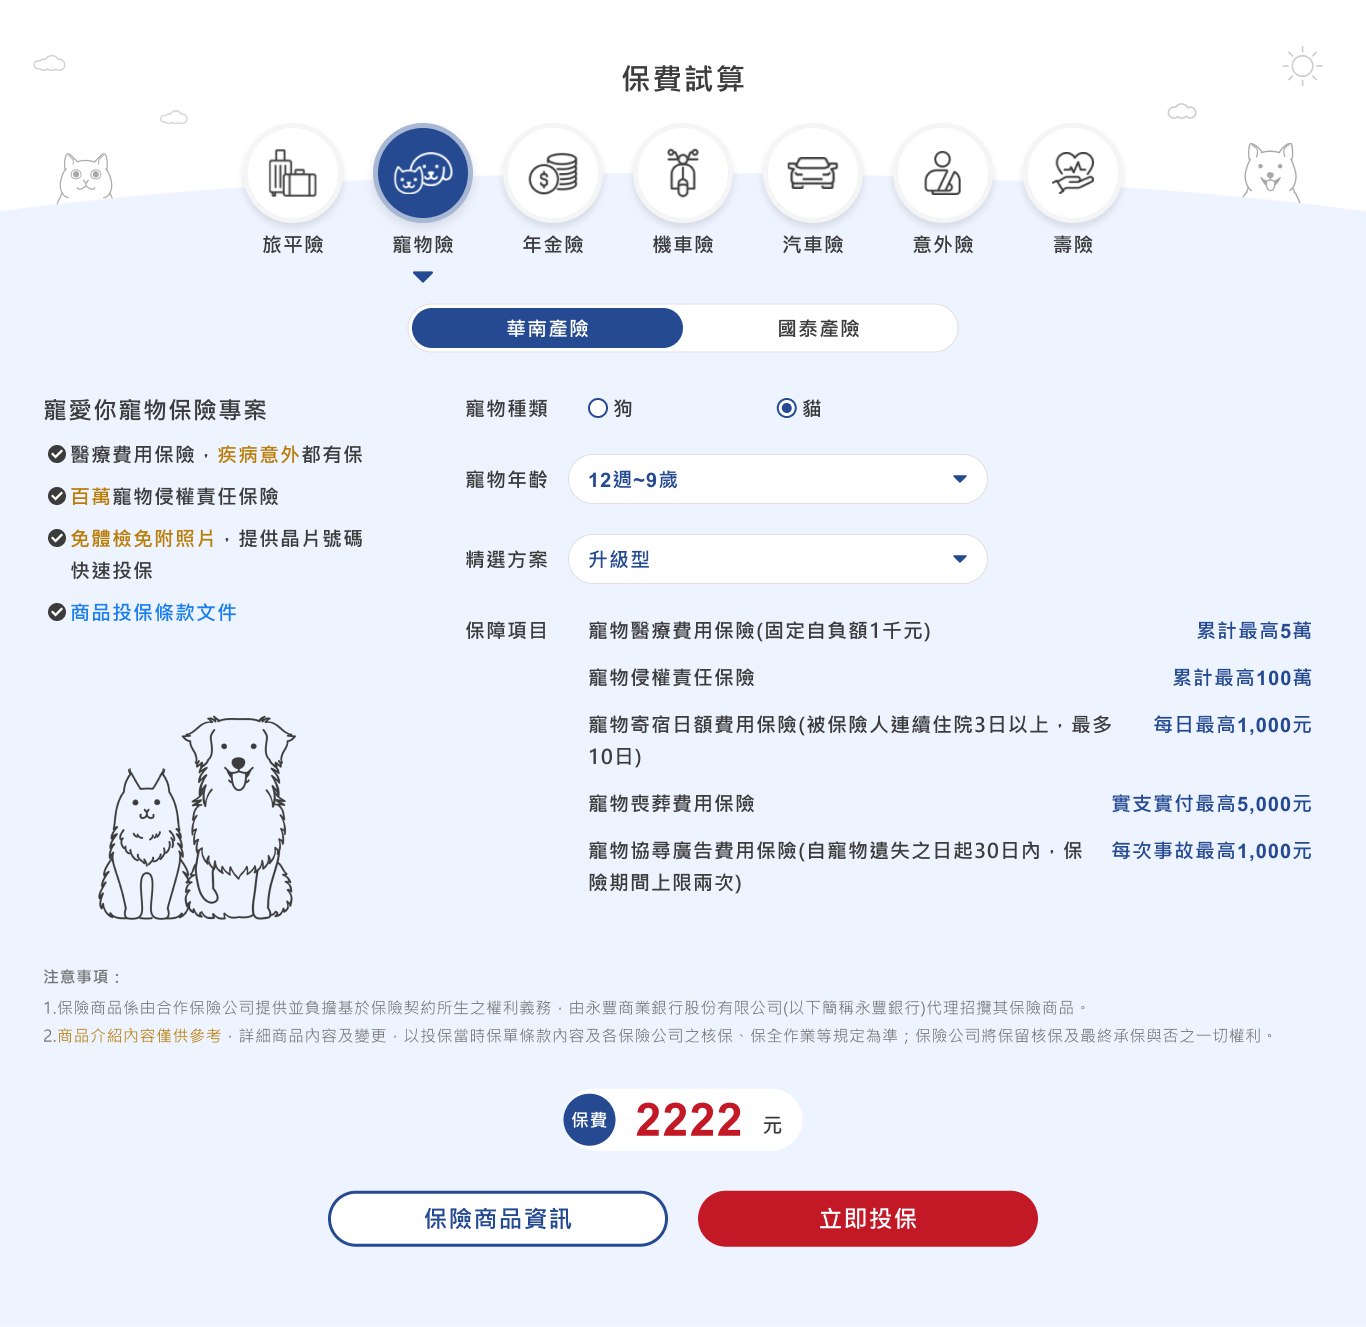 保費試算
旅平險
寵物險
年金險
機車險
汽車險
意外險
壽險
華南產險
國泰產險
寵愛你寵物保險專案
醫療費用保險，疾病意外都有保
百萬寵物侵權責任保險
免體檢免附照片，提供晶片號碼
快速投保
商品投保條款文件
寵物種類
狗
貓
寵物年齡
12週~9歲
精選方案
升級型
保障項目
寵物醫療費用保險(固定自負額1千元)
累計最高5萬
寵物侵權責任保險
累計最高100萬
寵物寄宿日額費用保險(被保險人連續住院3日以上，最多
10日)
每日最高1,000元
寵物喪葬費用保險
實支實付最高5,000元
寵物協尋廣告費用保險(自寵物遺失之日起30日內，保
險期間上限兩次)
每次事故最高1,000元
注意事項：
1.保險商品係由合作保險公司提供並負擔基於保險契約所生之權利義務，由永豐商業銀行股份有限公司(以下簡稱永豐銀行)代理招攬其保險商品。
2.商品介紹內容僅供參考，詳細商品內容及變更，以投保當時保單條款內容及各保險公司之核保、保全作業等規定為準；保險公司將保留核保及最終承保與否之一切權利。
保費
2222
元
保險商品資訊
立即投保